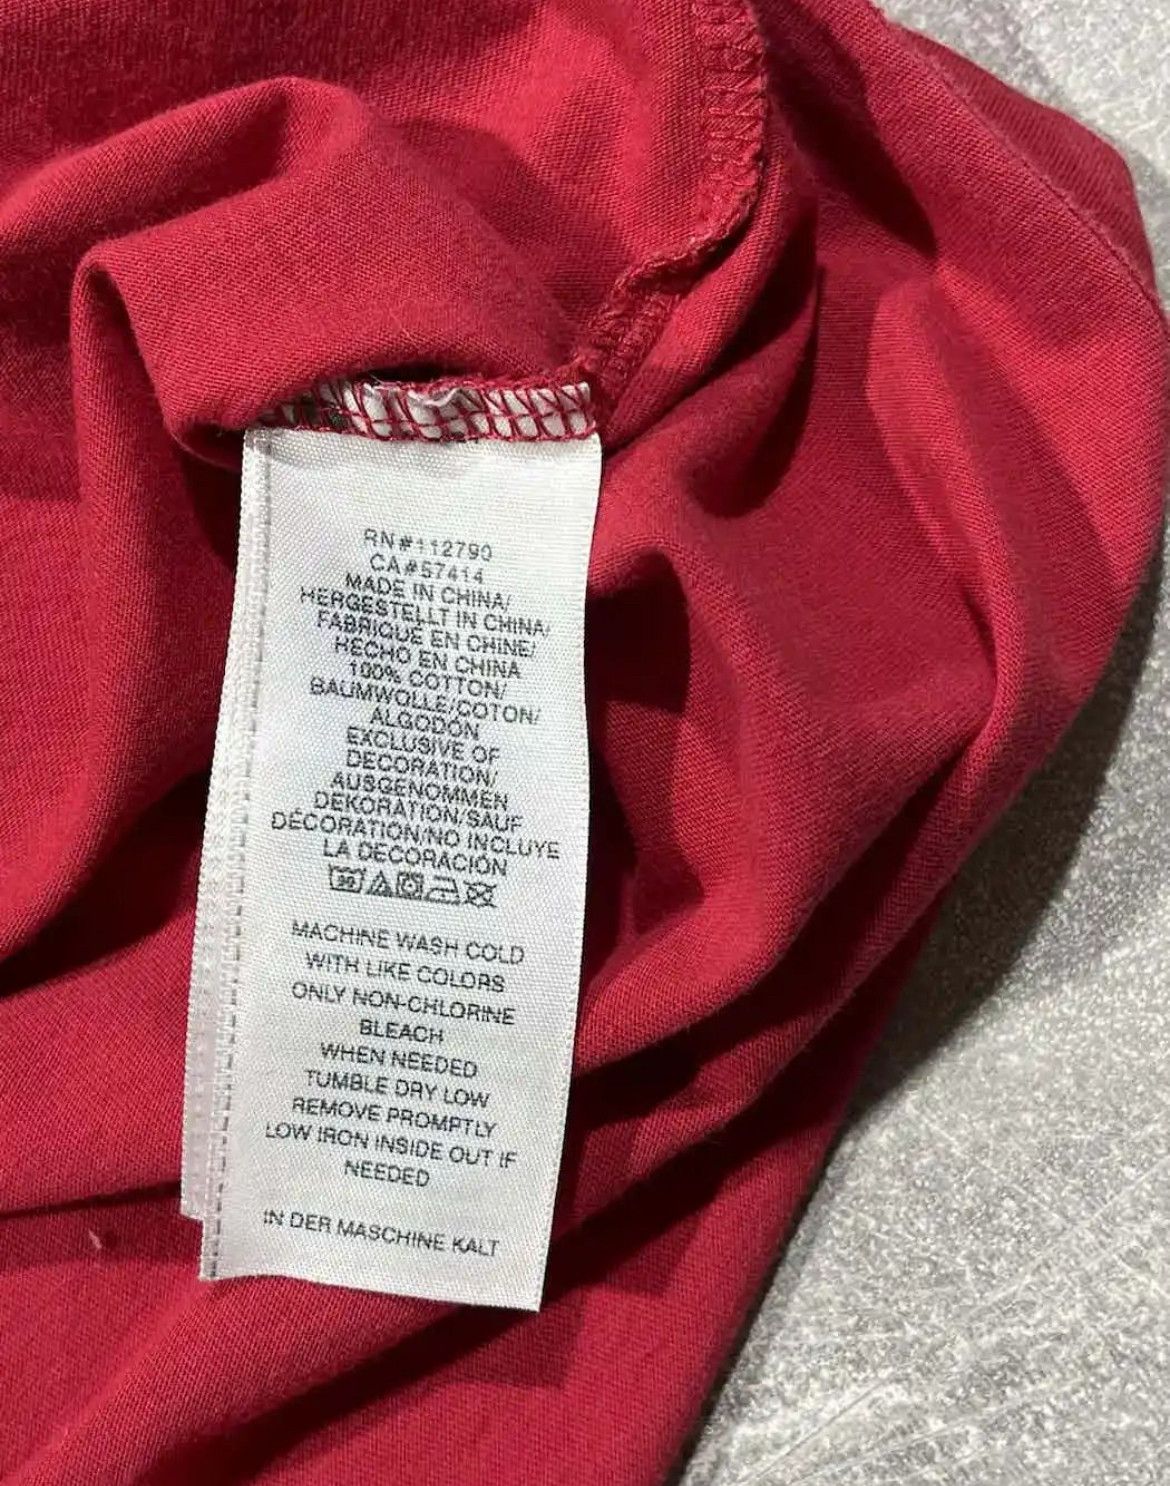 RN#112790
CA#57414
MADE IN CHINA/
HERGESTELLT IN CHINA/
FABRIQUÉ EN CHINE/
HECHO EN CHINA
100% COTTON/
BAUMWOLLE/COTON/
ALGODÓN
EXCLUSIVE OF
DECORATION/
AUSGENOMMEN
DEKORATION/SAUF
DÉCORATION/NO INCLUYE
LA DECORACIÓN
30
MACHINE WASH COLD
WITH LIKE COLORS
ONLY NON-CHLORINE
BLEACH
WHEN NEEDED
TUMBLE DRY LOW
REMOVE PROMPTLY
LOW IRON INSIDE OUT IF
NEEDED
IN DER MASCHINE KALT